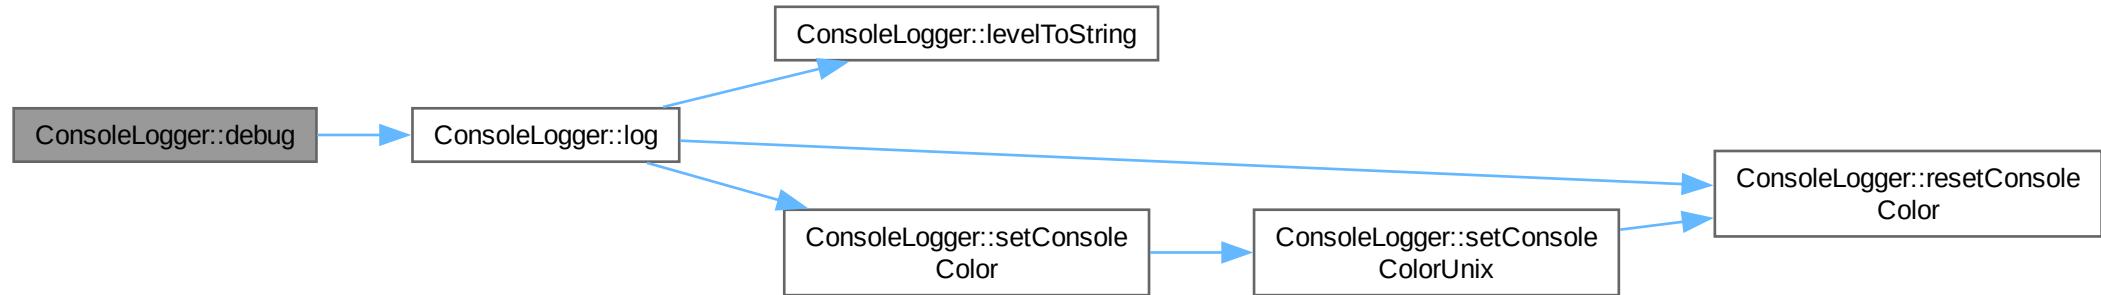 ConsoleLogger::levelToString
ConsoleLogger::debug
ConsoleLogger::log
ConsoleLogger::resetConsole
Color
ConsoleLogger::setConsole
Color
ConsoleLogger::setConsole
ColorUnix